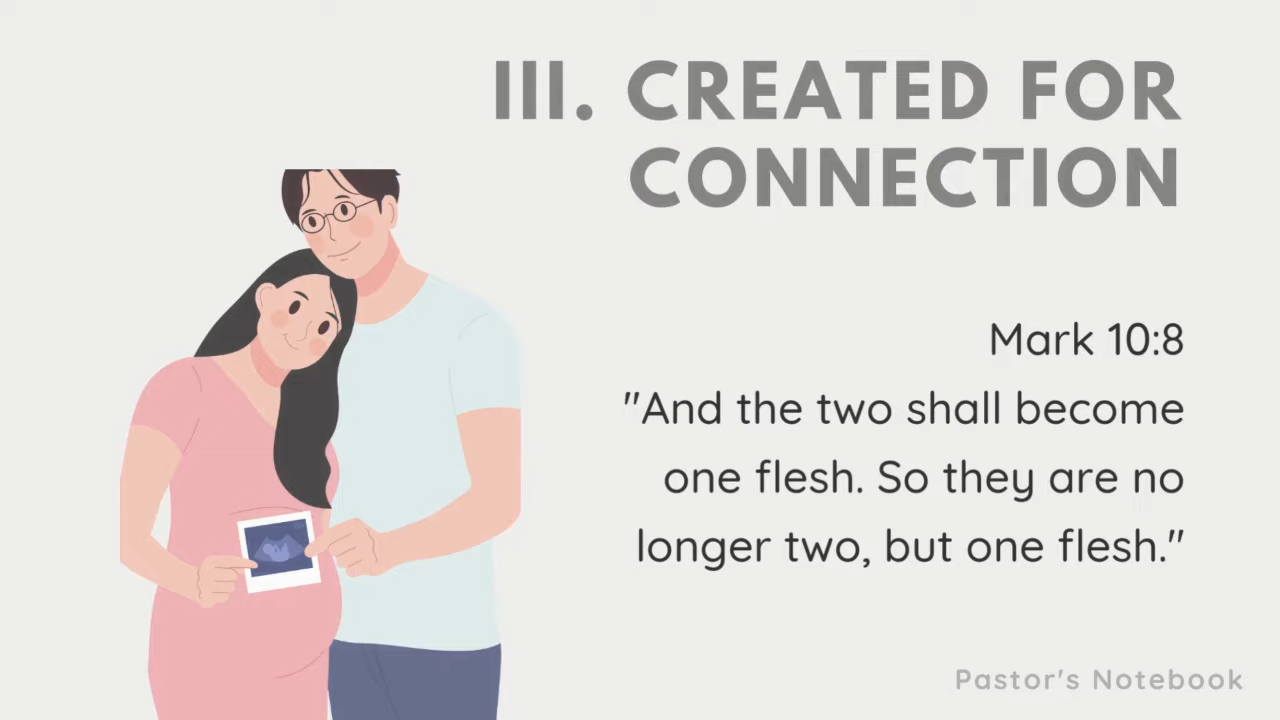 III. CREATED FOR
CONNECTION
Mark 10:8
"And the two shall become
one flesh. So they are no
longer two, but one flesh."
Pastor's Notebook